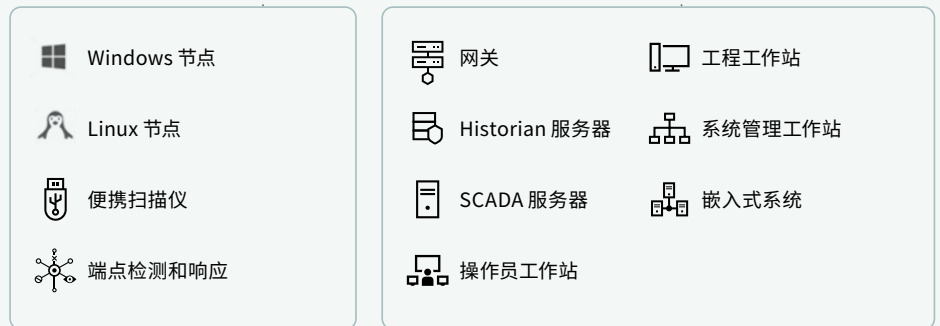 Windows 节点
Linux 节点
便携扫描仪
端点检测和响应
网关
Historian 服务器
SCADA 服务器
操作员工作站
工程工作站
系统管理工作站
嵌入式系统